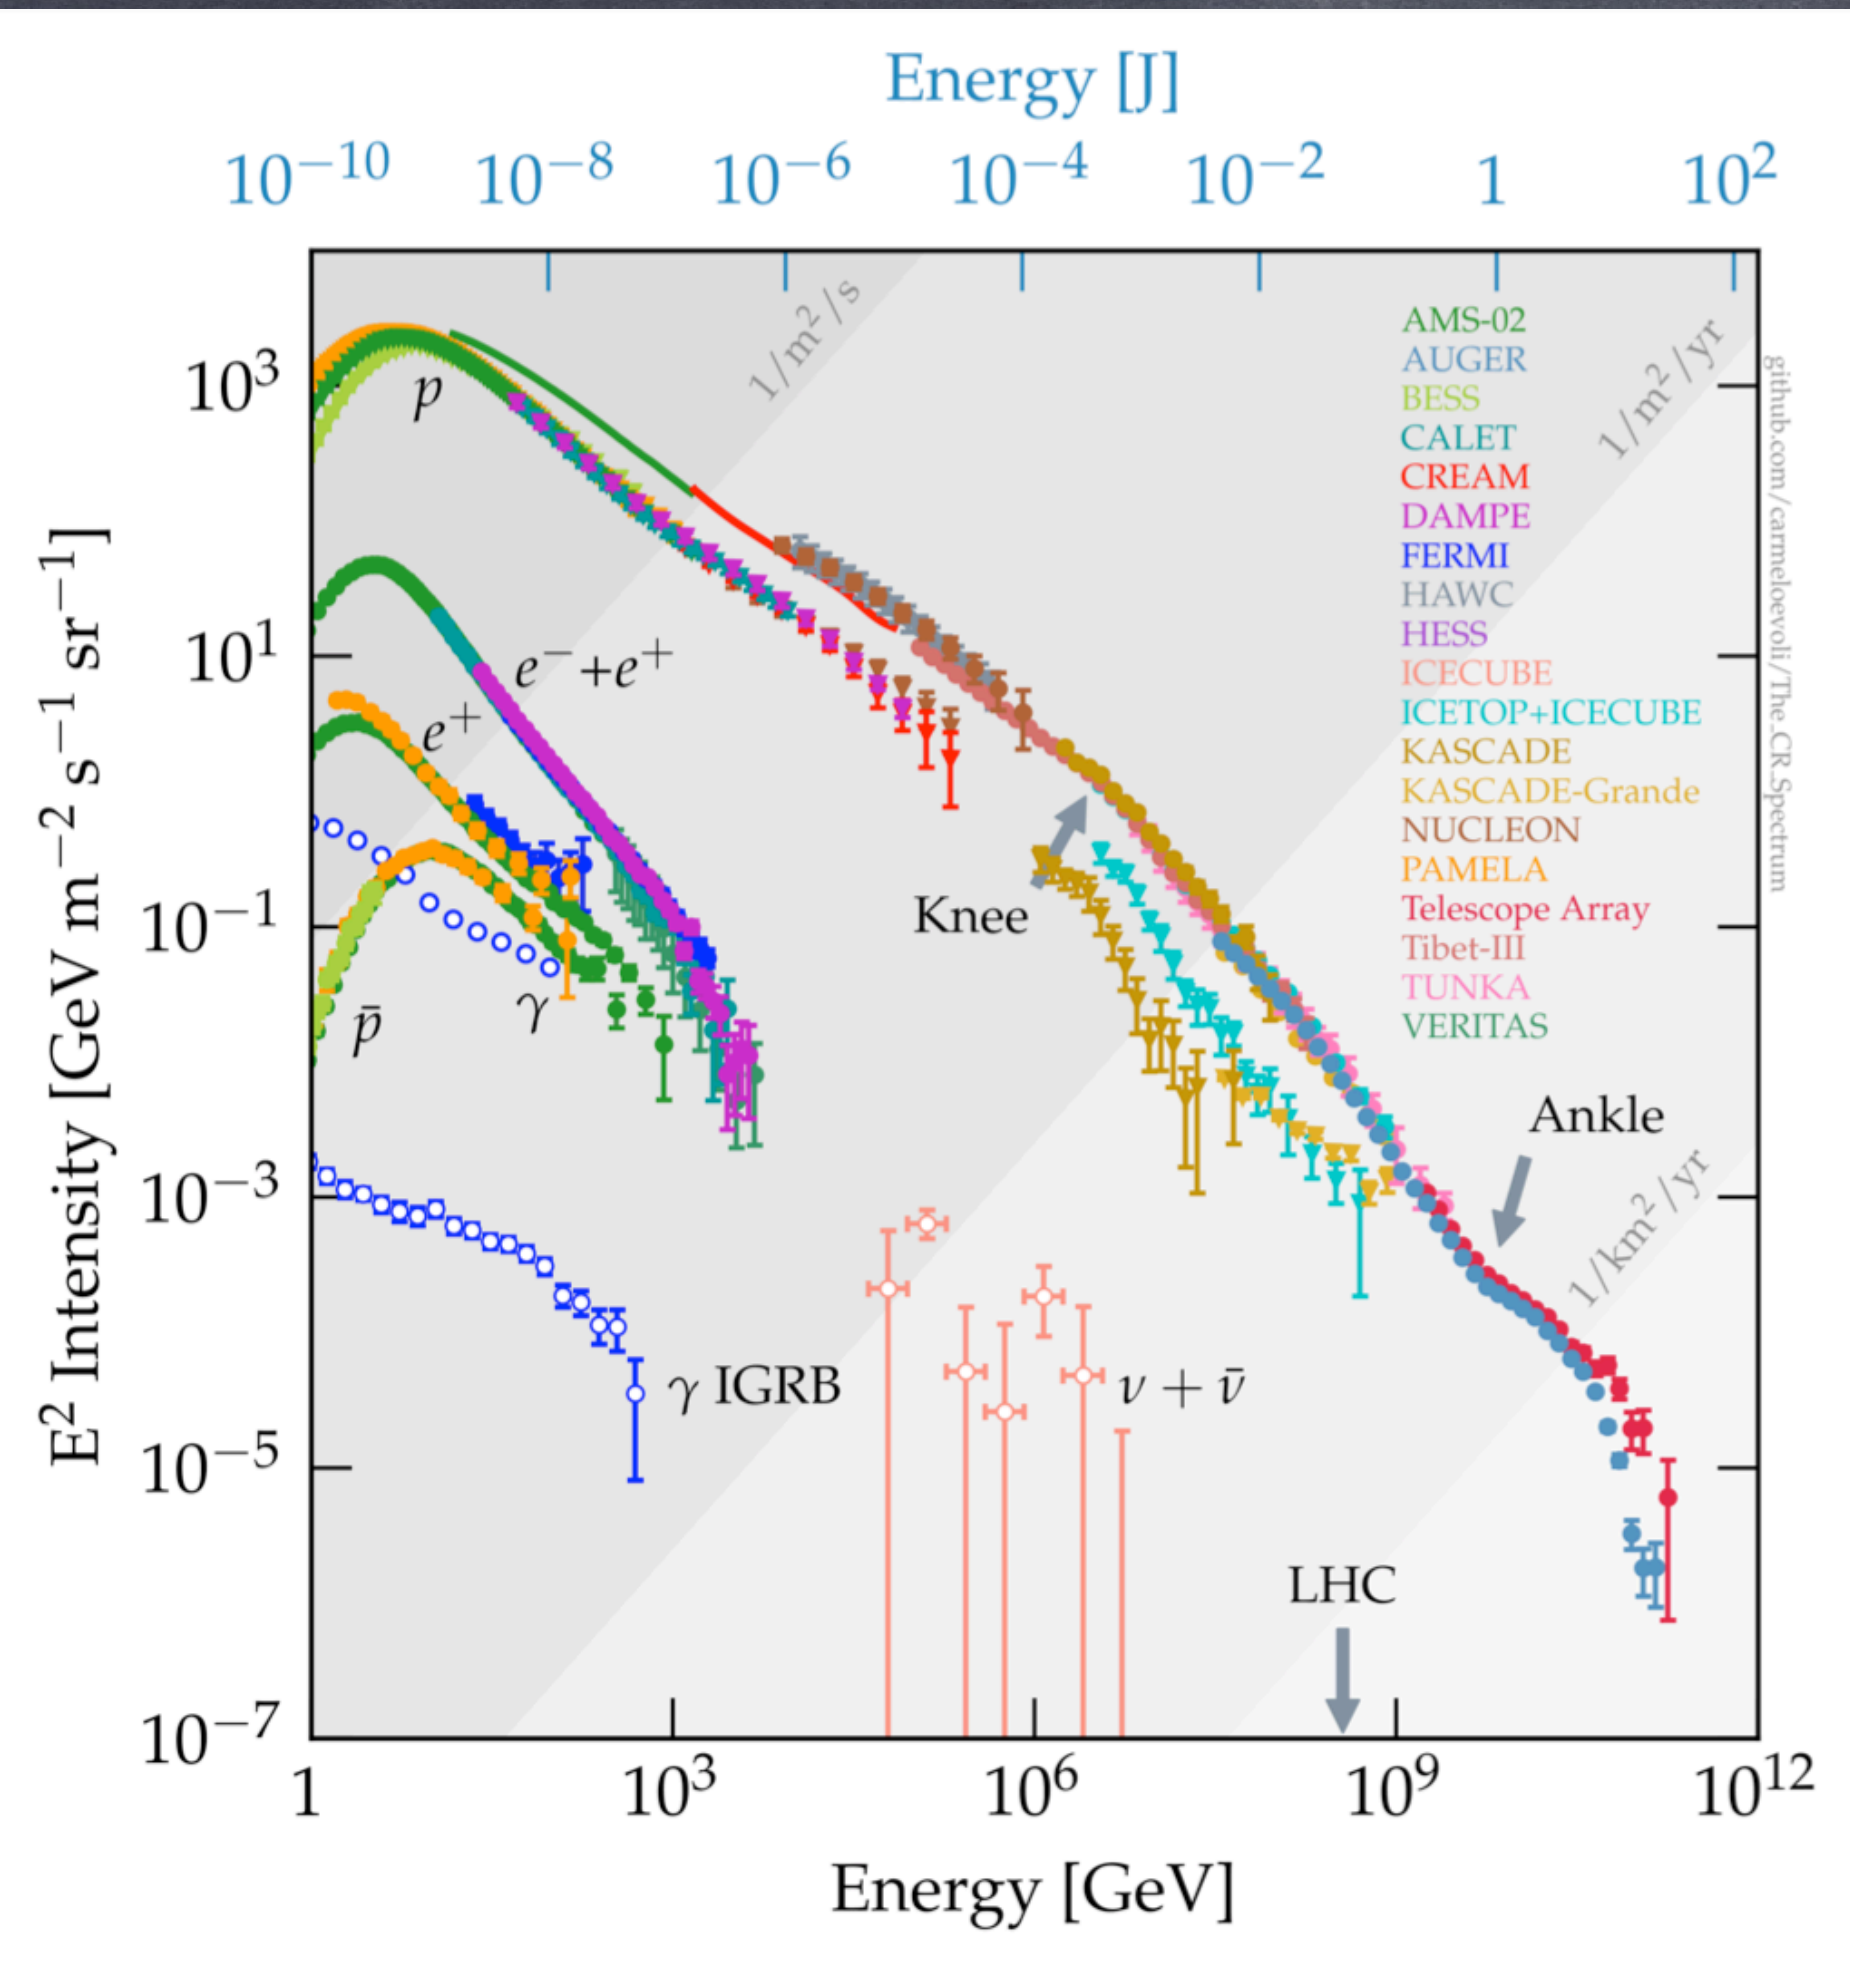 Energy [J]
10⁻¹⁰ 10⁻⁸ 10⁻⁶ 10⁻⁴ 10⁻² 1 10²
E² Intensity [GeV m⁻² s⁻¹ sr⁻¹]
10³
10¹
10⁻¹
10⁻³
10⁻⁵
10⁻⁷
1/m²/s
1/m²/yr
1/km²/yr
p
e⁻+e⁺
e⁺
p̄
γ
γ IGRB
ν + ν̄
Knee
Ankle
LHC
AMS-02
AUGER
BESS
CALET
CREAM
DAMPE
FERMI
HAWC
HESS
ICECUBE
ICETOP+ICECUBE
KASCADE
KASCADE-Grande
NUCLEON
PAMELA
Telescope Array
Tibet-III
TUNKA
VERITAS
github.com/carmeloevoli/The_CR_Spectrum
1 10³ 10⁶ 10⁹ 10¹²
Energy [GeV]